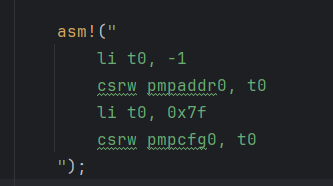 asm!("
li t0, -1
csrw pmpaddr0, t0
li t0, 0x7f
csrw pmpcfg0, t0
");